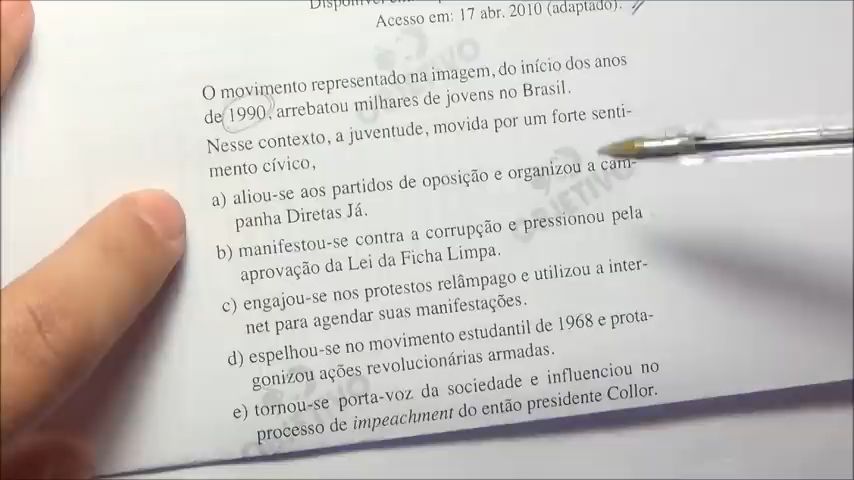 Acesso em: 17 abr. 2010 (adaptado).
O movimento representado na imagem, do início dos anos
de 1990, arrebatou milhares de jovens no Brasil.
Nesse contexto, a juventude, movida por um forte senti-
mento cívico,
a) aliou-se aos partidos de oposição e organizou a cam-
panha Diretas Já.
b) manifestou-se contra a corrupção e pressionou pela
aprovação da Lei da Ficha Limpa.
c) engajou-se nos protestos relâmpago e utilizou a inter-
net para agendar suas manifestações.
d) espelhou-se no movimento estudantil de 1968 e prota-
gonizou ações revolucionárias armadas.
e) tornou-se porta-voz da sociedade e influenciou no
processo de impeachment do então presidente Collor.
OBJETIVO
OBJETIVO
OBJETIVO